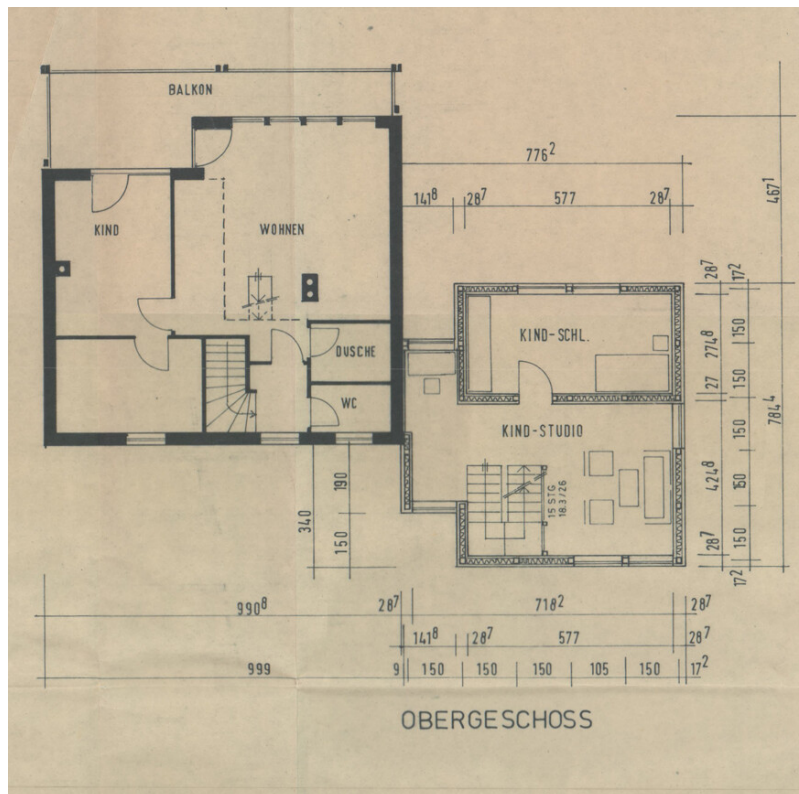 BALKON
776²
467¹
KIND
WOHNEN
141⁸ 28⁷ 577 28⁷
28⁷ 17²
KIND-SCHL.
274⁸ 150
DUSCHE
27 150
784⁴
WC
KIND-STUDIO
150
15 STG
18.3/26
424⁸ 150
340 190
150
28⁷ 150
17²
990⁸ 28⁷ 718² 28⁷
141⁸ 28⁷ 577 28⁷
999 9 150 150 150 105 150 17²
OBERGESCHOSS